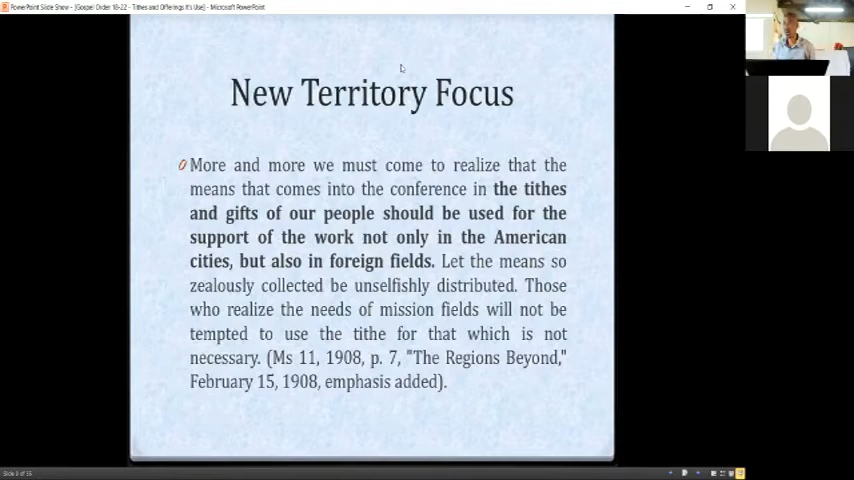 PowerPoint Slide Show - [Gospel Order 18-22 - Tithes and Offerings It's Use] - Microsoft PowerPoint
New Territory Focus
More and more we must come to realize that the
means that comes into the conference in the tithes
and gifts of our people should be used for the
support of the work not only in the American
cities, but also in foreign fields. Let the means so
zealously collected be unselfishly distributed. Those
who realize the needs of mission fields will not be
tempted to use the tithe for that which is not
necessary. (Ms 11, 1908, p. 7, "The Regions Beyond,"
February 15, 1908, emphasis added).